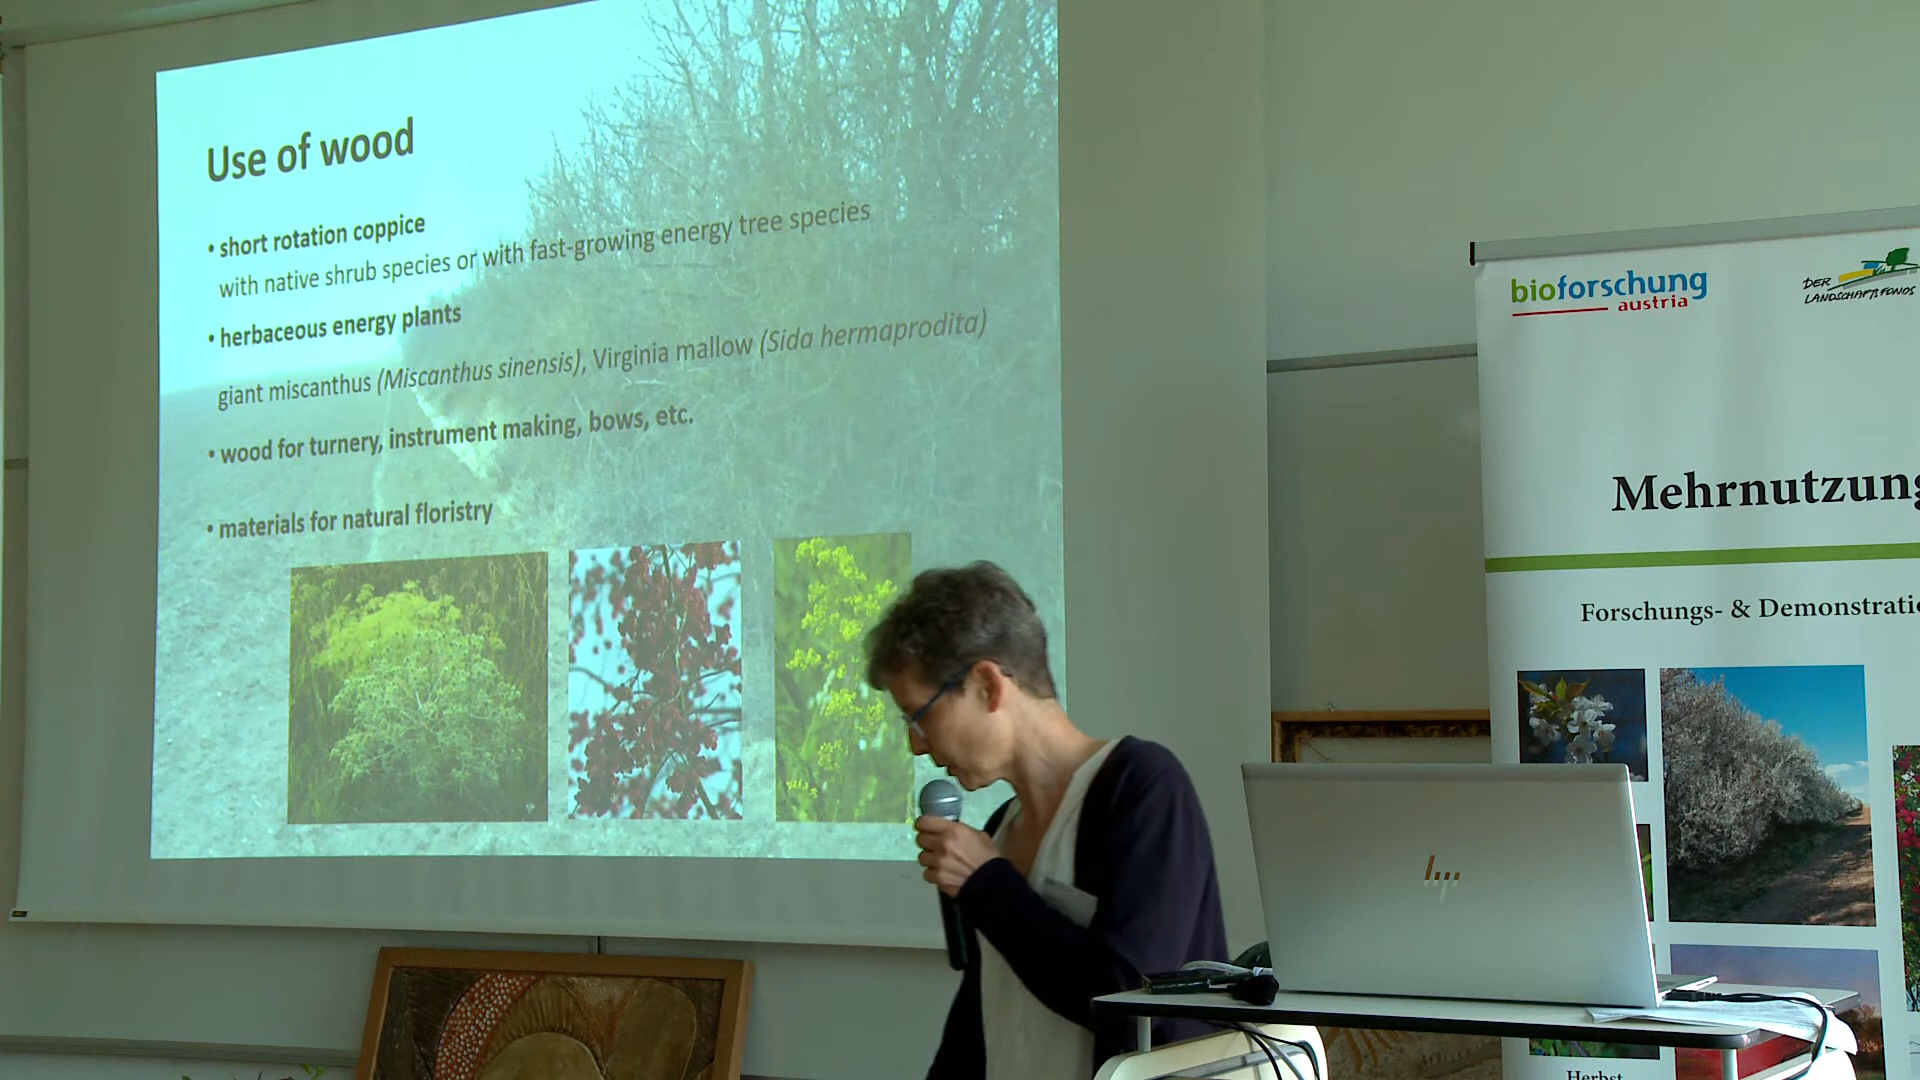 Use of wood
• short rotation coppice
with native shrub species or with fast-growing energy tree species
• herbaceous energy plants
giant miscanthus (Miscanthus sinensis), Virginia mallow (Sida hermaprodita)
• wood for turnery, instrument making, bows, etc.
• materials for natural floristry
bioforschung
austria
DER
LANDSCHAFTSFONDS
Mehrnutzung
Forschungs- & Demonstratio
hp
Herbst